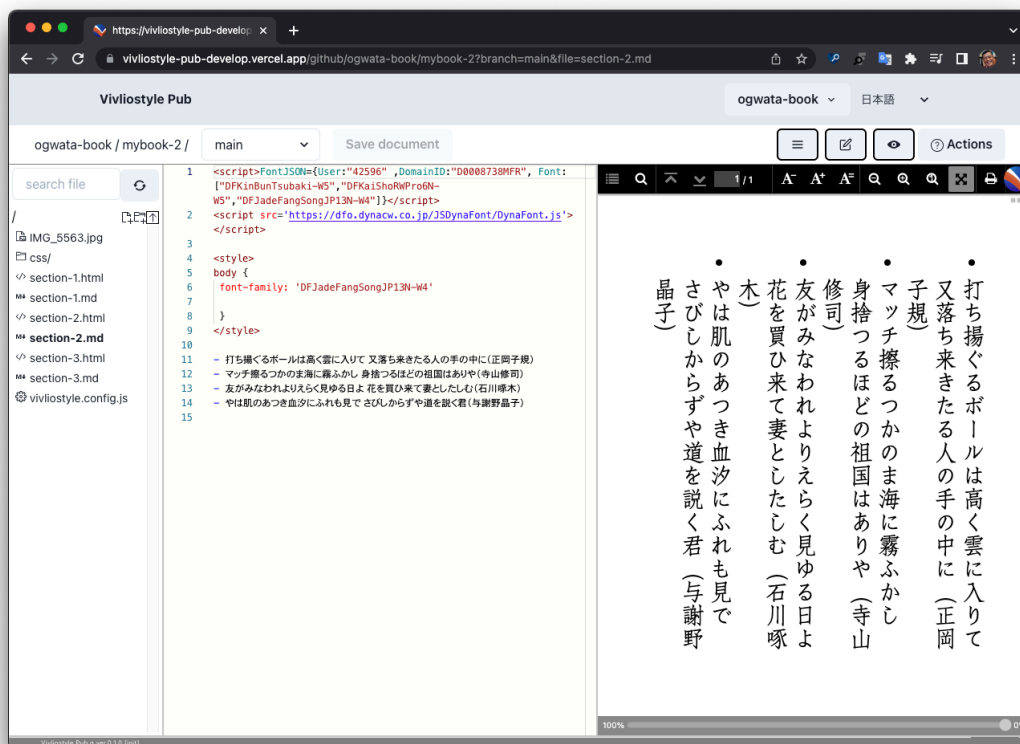 https://vivliostyle-pub-develop
vivliostyle-pub-develop.vercel.app/github/ogwata-book/mybook-2?branch=main&file=section-2.md
Vivliostyle Pub
ogwata-book
日本語
ogwata-book / mybook-2 /
main
Save document
Actions
search file
/
IMG_5563.jpg
css/
section-1.html
section-1.md
section-2.html
section-2.md
section-3.html
section-3.md
vivliostyle.config.js
1 <script>FontJSON={User:"42596" ,DomainID:"D0008738MFR", Font:
["DFKinBunTsubaki-W5","DFKaiShoRWPro6N-
W5","DFJadeFangSongJP13N-W4"]}</script>
2 <script src='https://dfo.dynacw.co.jp/JSDynaFont/DynaFont.js'>
</script>
3
4 <style>
5 body {
6 font-family: 'DFJadeFangSongJP13N-W4'
7
8 }
9 </style>
10
11 - 打ち揚ぐるボールは高く雲に入りて 又落ち来きたる人の手の中に(正岡子規)
12 - マッチ擦るつかのま海に霧ふかし 身捨つるほどの祖国はありや(寺山修司)
13 - 友がみなわれよりえらく見ゆる日よ 花を買ひ来て妻としたしむ(石川啄木)
14 - やは肌のあつき血汐にふれも見で さびしからずや道を説く君(与謝野晶子)
15
1 / 1
A- A+ A=
• 打ち揚ぐるボールは高く雲に入りて
又落ち来きたる人の手の中に（正岡
子規）
• マッチ擦るつかのま海に霧ふかし
身捨つるほどの祖国はありや（寺山
修司）
• 友がみなわれよりえらく見ゆる日よ
花を買ひ来て妻としたしむ（石川啄
木）
• やは肌のあつき血汐にふれも見で
さびしからずや道を説く君（与謝野
晶子）
100%